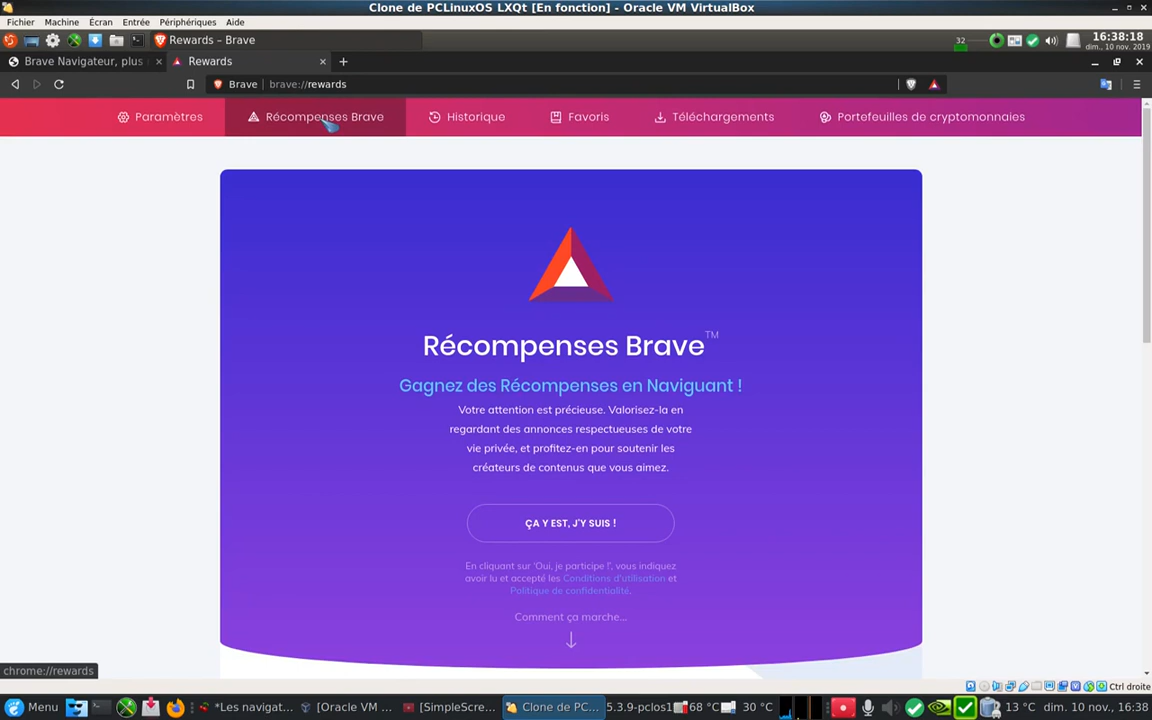 Clone de PCLinuxOS LXQt [En fonction] - Oracle VM VirtualBox
Fichier Machine Écran Entrée Périphériques Aide
Rewards – Brave
32
16:38:18
dim., 10 nov. 2019
Brave Navigateur, plus
Rewards
Brave brave://rewards
Paramètres Récompenses Brave Historique Favoris Téléchargements Portefeuilles de cryptomonnaies
Récompenses Brave™
Gagnez des Récompenses en Naviguant !
Votre attention est précieuse. Valorisez-la en
regardant des annonces respectueuses de votre
vie privée, et profitez-en pour soutenir les
créateurs de contenus que vous aimez.
ÇA Y EST, J'Y SUIS !
En cliquant sur 'Oui, je participe !', vous indiquez
avoir lu et accepté les Conditions d'utilisation et
Politique de confidentialité.
Comment ça marche...
chrome://rewards
Ctrl droite
Menu *Les navigat... [Oracle VM ... [SimpleScre... Clone de PC... 5.3.9-pclos1 68 °C 30 °C 13 °C dim. 10 nov., 16:38